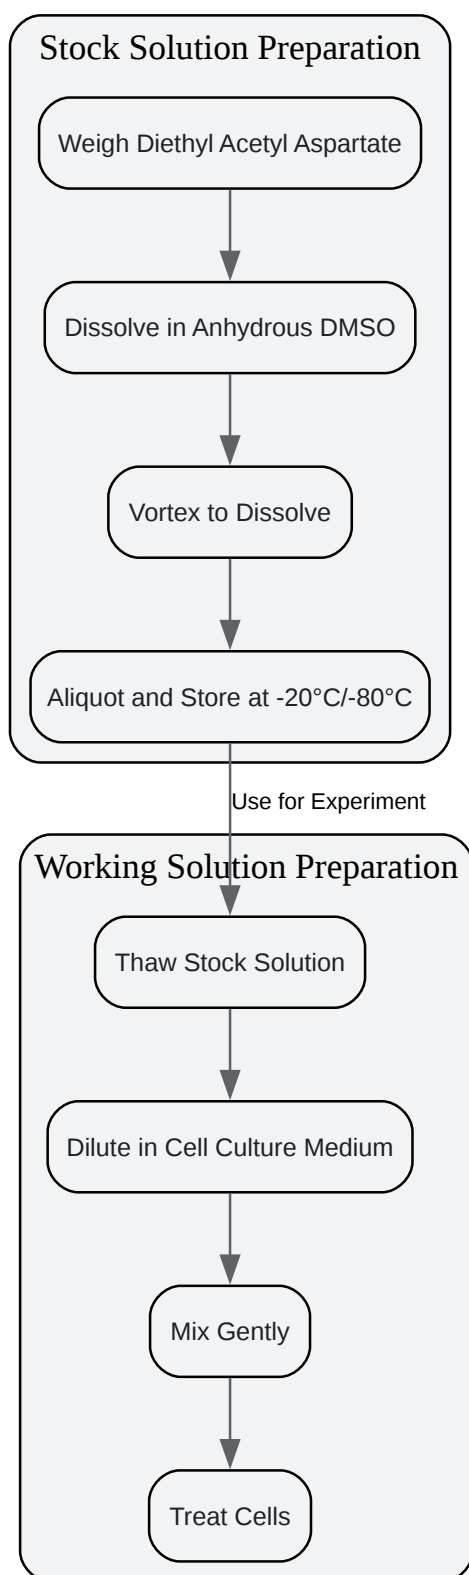 Stock Solution Preparation
Weigh Diethyl Acetyl Aspartate
Dissolve in Anhydrous DMSO
Vortex to Dissolve
Aliquot and Store at -20°C/-80°C
Use for Experiment
Working Solution Preparation
Thaw Stock Solution
Dilute in Cell Culture Medium
Mix Gently
Treat Cells